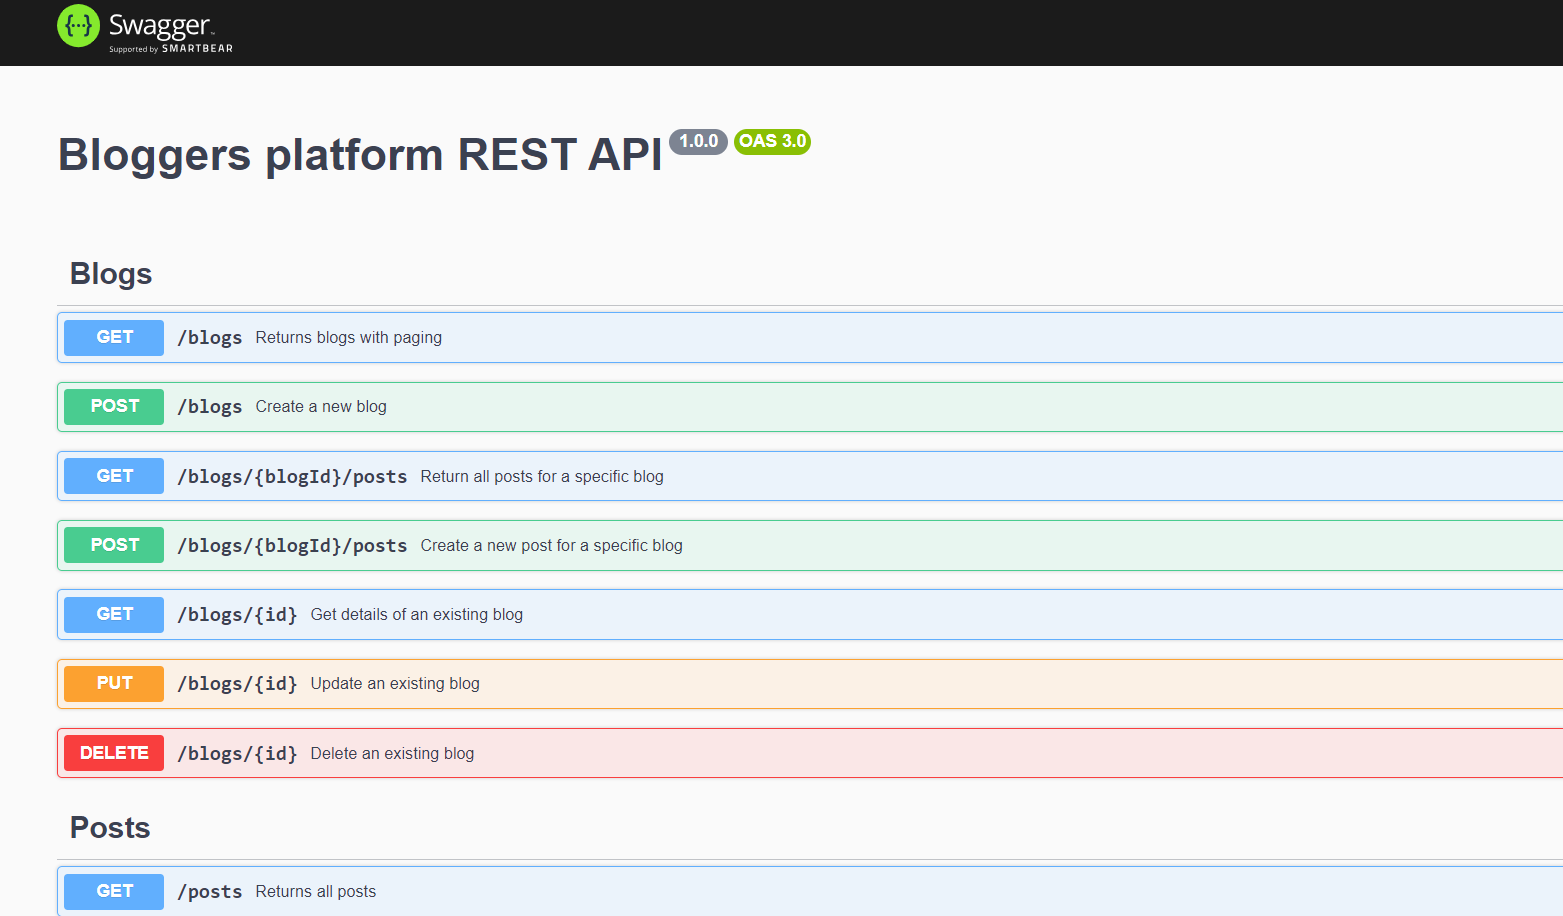 Swagger™
Supported by SMARTBEAR
Bloggers platform REST API 1.0.0 OAS 3.0
Blogs
GET /blogs Returns blogs with paging
POST /blogs Create a new blog
GET /blogs/{blogId}/posts Return all posts for a specific blog
POST /blogs/{blogId}/posts Create a new post for a specific blog
GET /blogs/{id} Get details of an existing blog
PUT /blogs/{id} Update an existing blog
DELETE /blogs/{id} Delete an existing blog
Posts
GET /posts Returns all posts